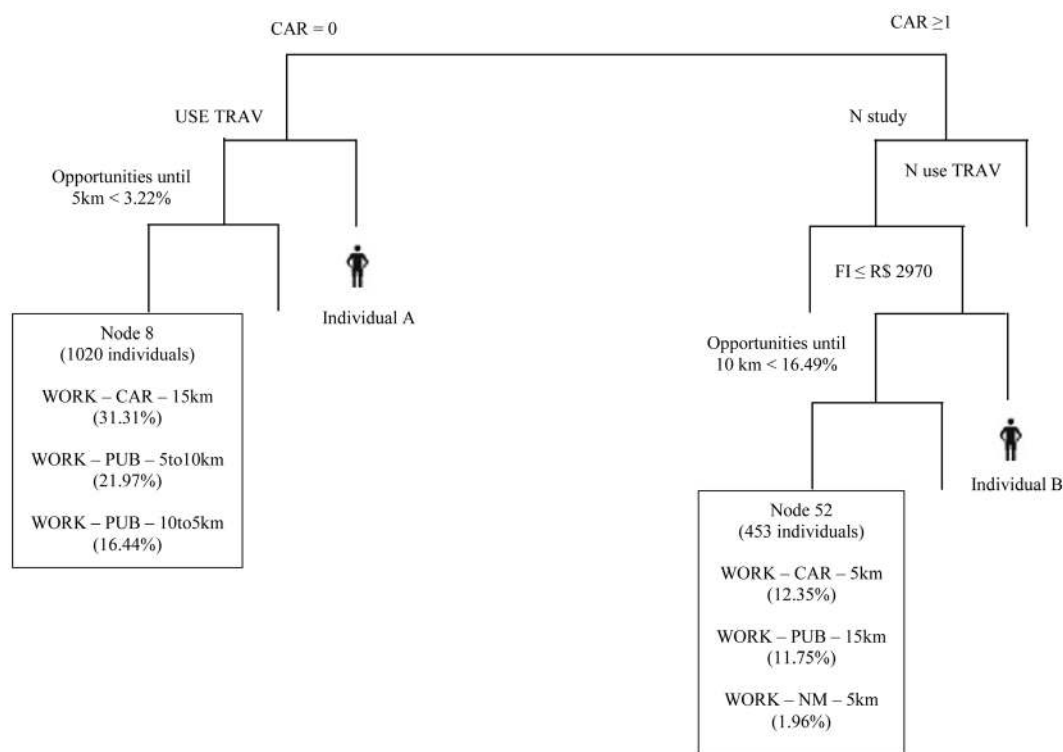 CAR = 0
CAR ≥1
USE TRAV
N study
Opportunities until
5km < 3.22%
N use TRAV
FI ≤ R$ 2970
Individual A
Opportunities until
10 km < 16.49%
Node 8
(1020 individuals)
WORK – CAR – 15km
(31.31%)
WORK – PUB – 5to10km
(21.97%)
WORK – PUB – 10to5km
(16.44%)
Individual B
Node 52
(453 individuals)
WORK – CAR – 5km
(12.35%)
WORK – PUB – 15km
(11.75%)
WORK – NM – 5km
(1.96%)